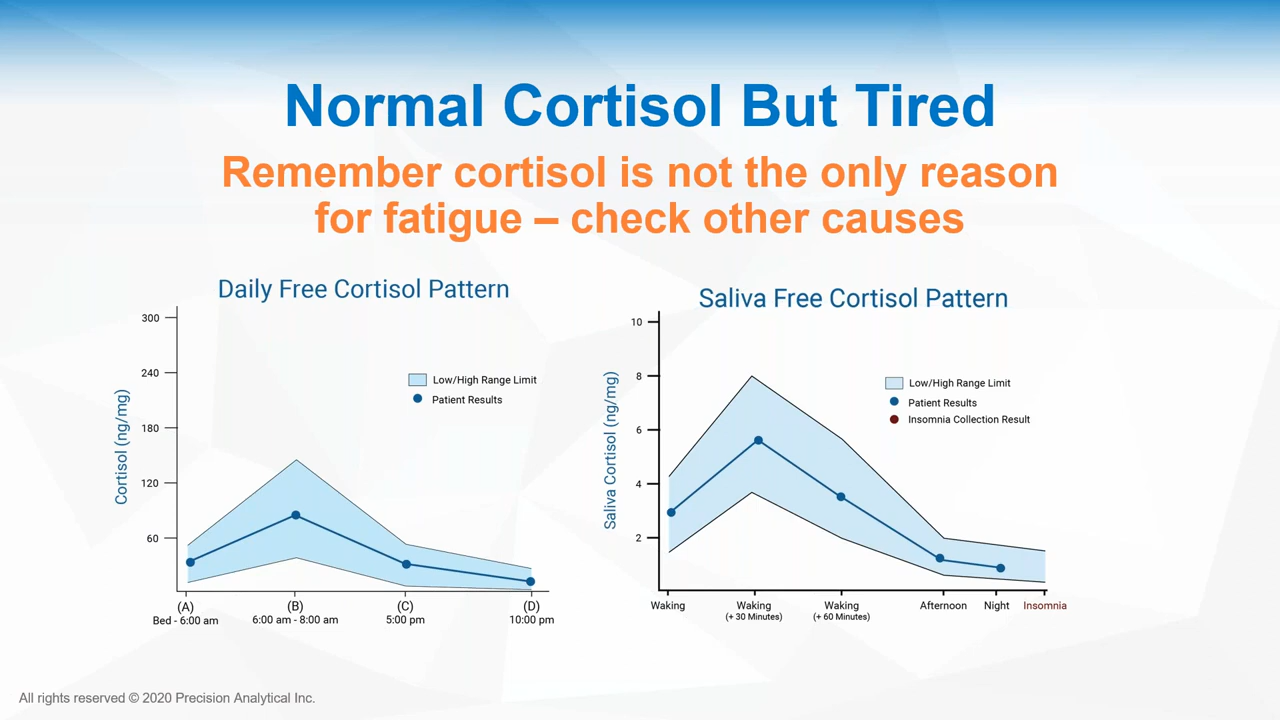 Normal Cortisol But Tired
Remember cortisol is not the only reason
for fatigue – check other causes
Daily Free Cortisol Pattern
Cortisol (ng/mg)
300
240
180
120
60
Low/High Range Limit
Patient Results
(A)
Bed - 6:00 am
(B)
6:00 am - 8:00 am
(C)
5:00 pm
(D)
10:00 pm
Saliva Free Cortisol Pattern
Saliva Cortisol (ng/mg)
10
8
6
4
2
Low/High Range Limit
Patient Results
Insomnia Collection Result
Waking
Waking
(+ 30 Minutes)
Waking
(+ 60 Minutes)
Afternoon
Night
Insomnia
All rights reserved © 2020 Precision Analytical Inc.